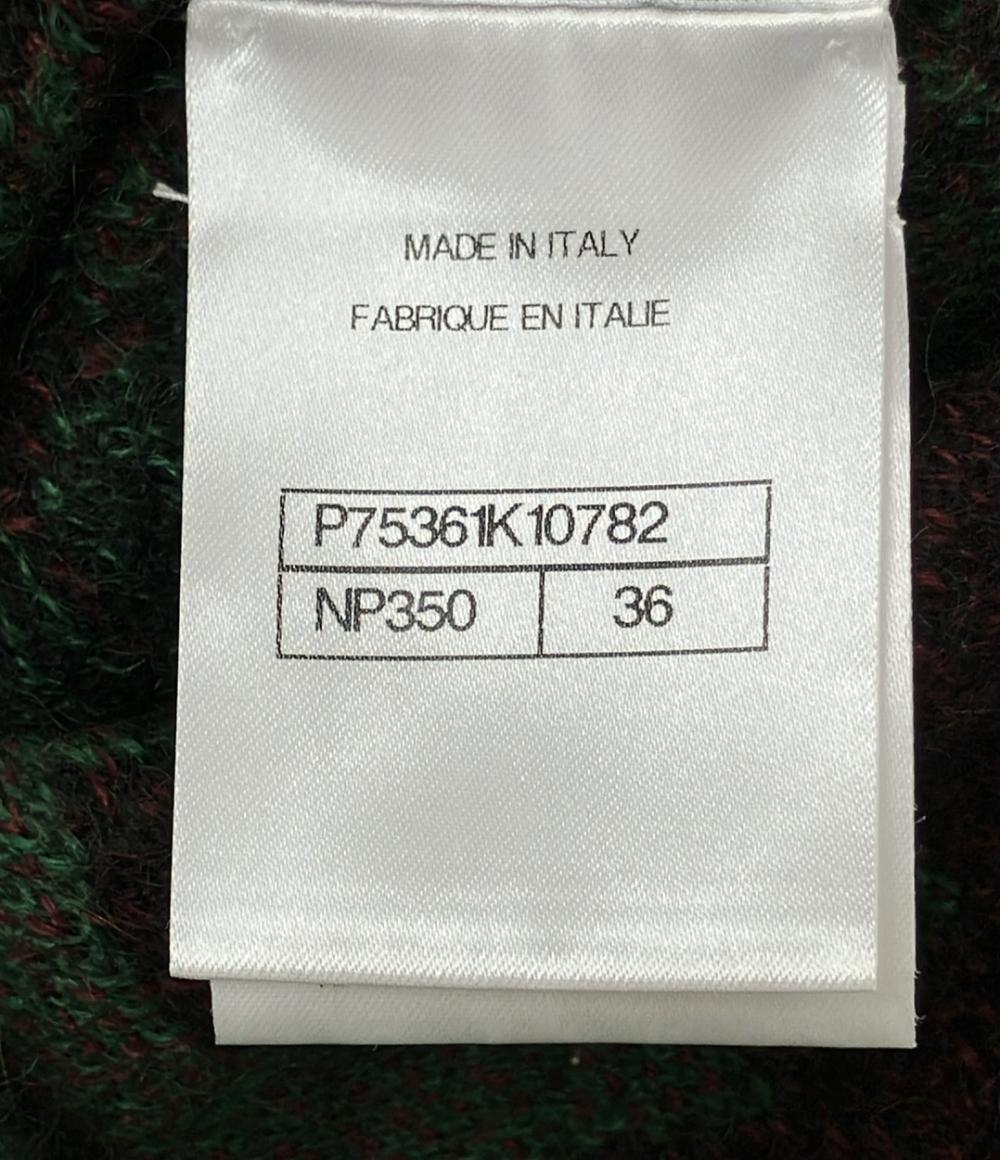 MADE IN ITALY
FABRIQUE EN ITALIE
P75361K10782
NP350 36